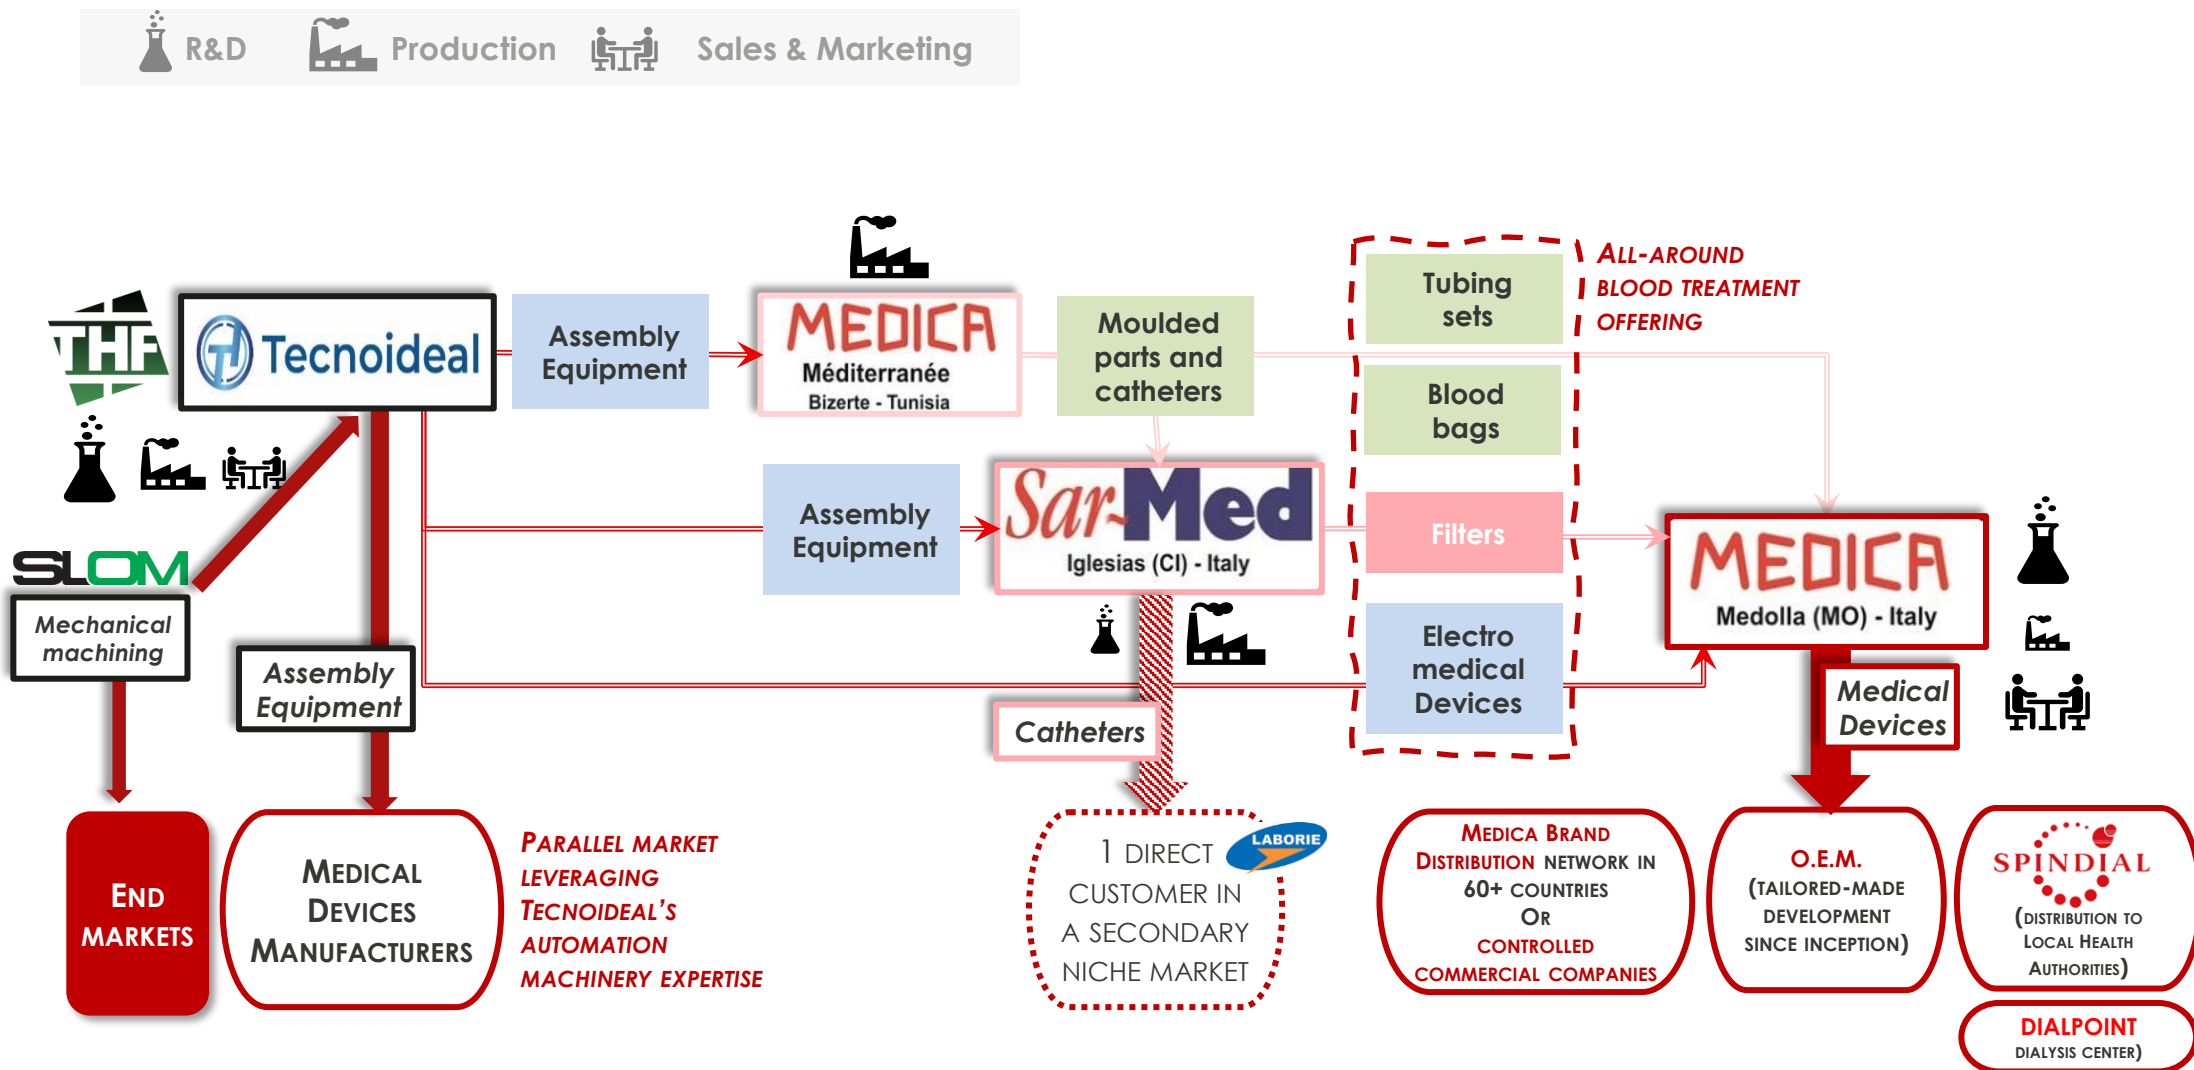 R&D
Production
Sales & Marketing
THF
Tecnoideal
Assembly
Equipment
MEDICA
Méditerranée
Bizerte - Tunisia
Moulded
parts and
catheters
Tubing
sets
ALL-AROUND
BLOOD TREATMENT
OFFERING
Blood
bags
Assembly
Equipment
Sar-Med
Iglesias (CI) - Italy
Filters
MEDICA
Medolla (MO) - Italy
SLOM
Mechanical
machining
Assembly
Equipment
Catheters
Electro
medical
Devices
Medical
Devices
END
MARKETS
MEDICAL
DEVICES
MANUFACTURERS
PARALLEL MARKET
LEVERAGING
TECNOIDEAL'S
AUTOMATION
MACHINERY EXPERTISE
1 DIRECT
CUSTOMER IN
A SECONDARY
NICHE MARKET
LABORIE
MEDICA BRAND
DISTRIBUTION NETWORK IN
60+ COUNTRIES
OR
CONTROLLED
COMMERCIAL COMPANIES
O.E.M.
(TAILORED-MADE
DEVELOPMENT
SINCE INCEPTION)
SPINDIAL
(DISTRIBUTION TO
LOCAL HEALTH
AUTHORITIES)
DIALPOINT
DIALYSIS CENTER)